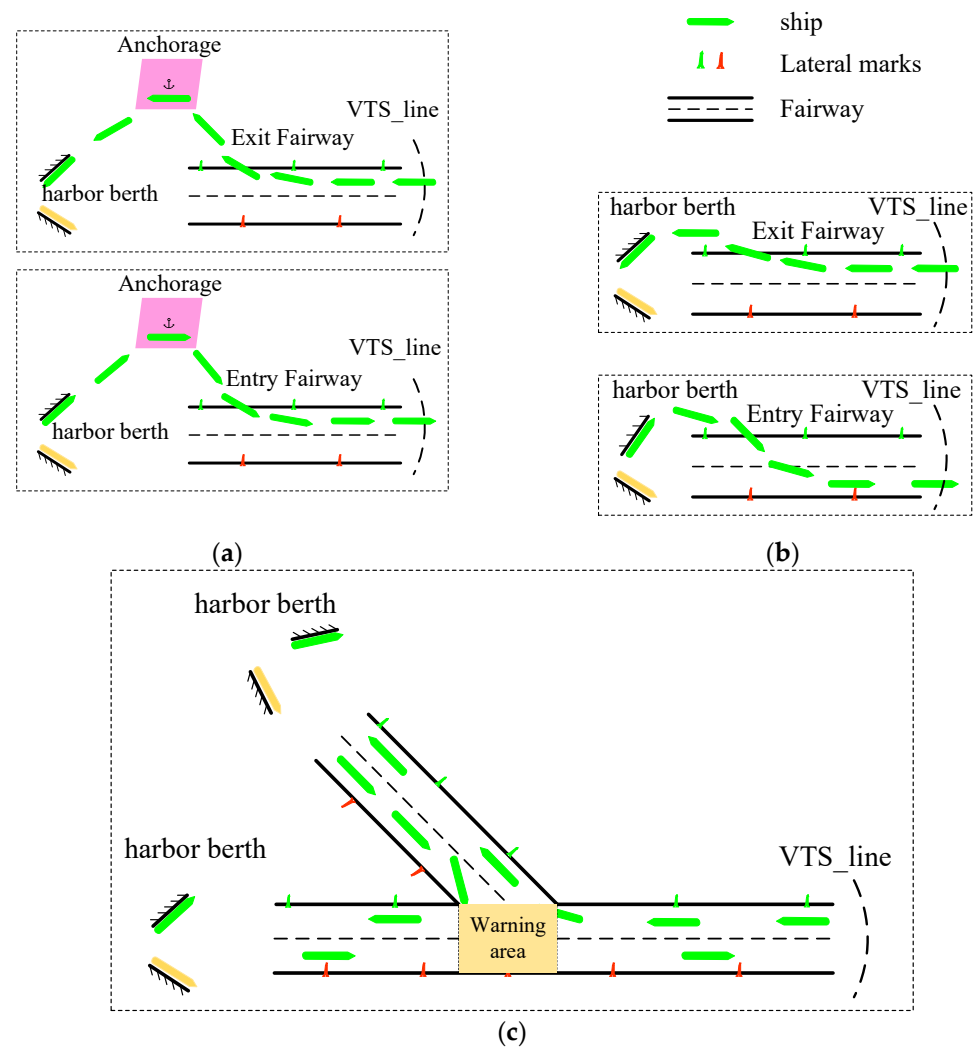 Anchorage
VTS_line
Exit Fairway
harbor berth
Anchorage
VTS_line
Entry Fairway
harbor berth
(a)
ship
Lateral marks
Fairway
harbor berth
VTS_line
Exit Fairway
harbor berth
VTS_line
Entry Fairway
(b)
harbor berth
harbor berth
VTS_line
Warning
area
(c)